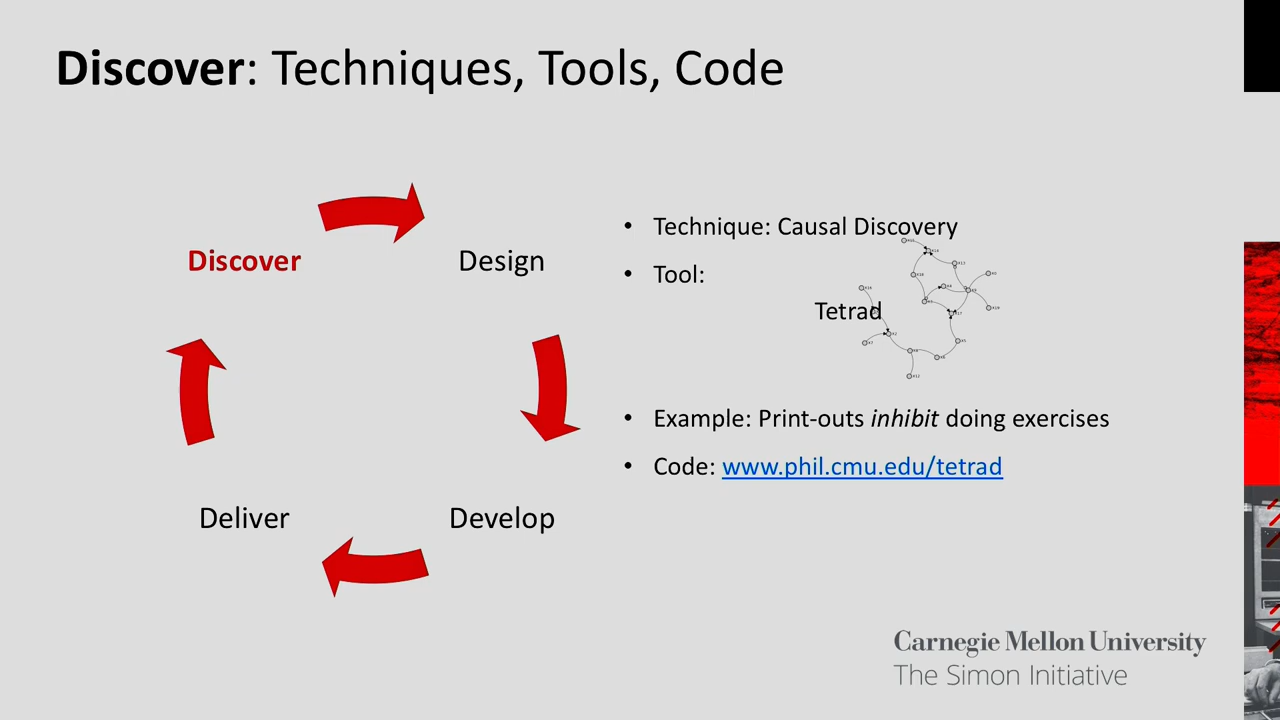 Discover: Techniques, Tools, Code
Discover
Design
Develop
Deliver
• Technique: Causal Discovery
• Tool:
Tetrad
• Example: Print-outs inhibit doing exercises
• Code: www.phil.cmu.edu/tetrad
Carnegie Mellon University
The Simon Initiative